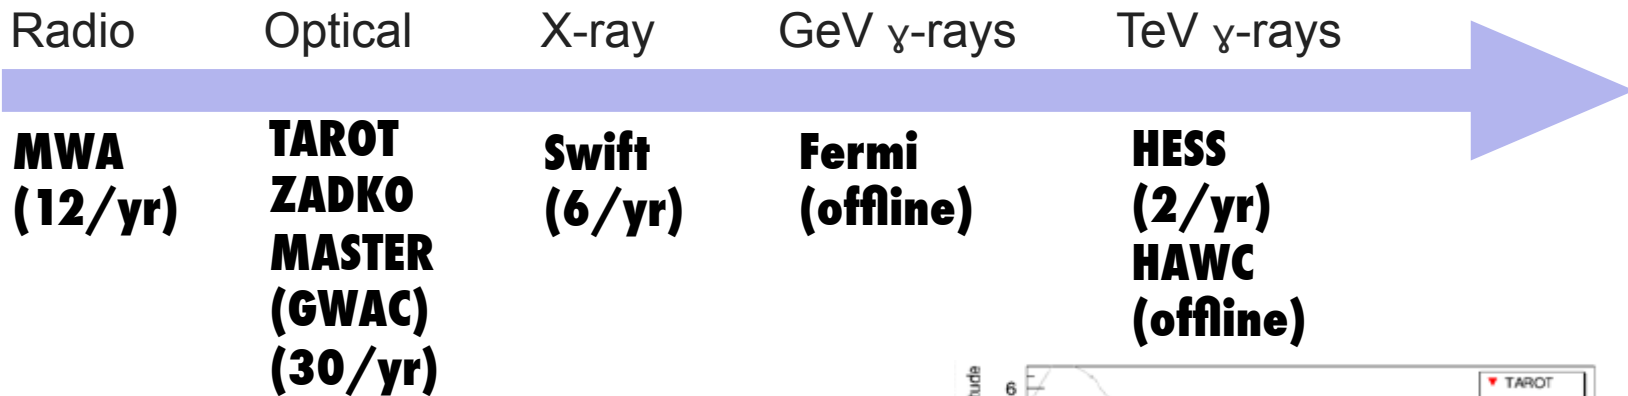 Radio Optical X-ray GeV ɣ-rays TeV ɣ-rays
MWA
(12/yr)
TAROT
ZADKO
MASTER
(GWAC)
(30/yr)
Swift
(6/yr)
Fermi
(offline)
HESS
(2/yr)
HAWC
(offline)
6
TAROT